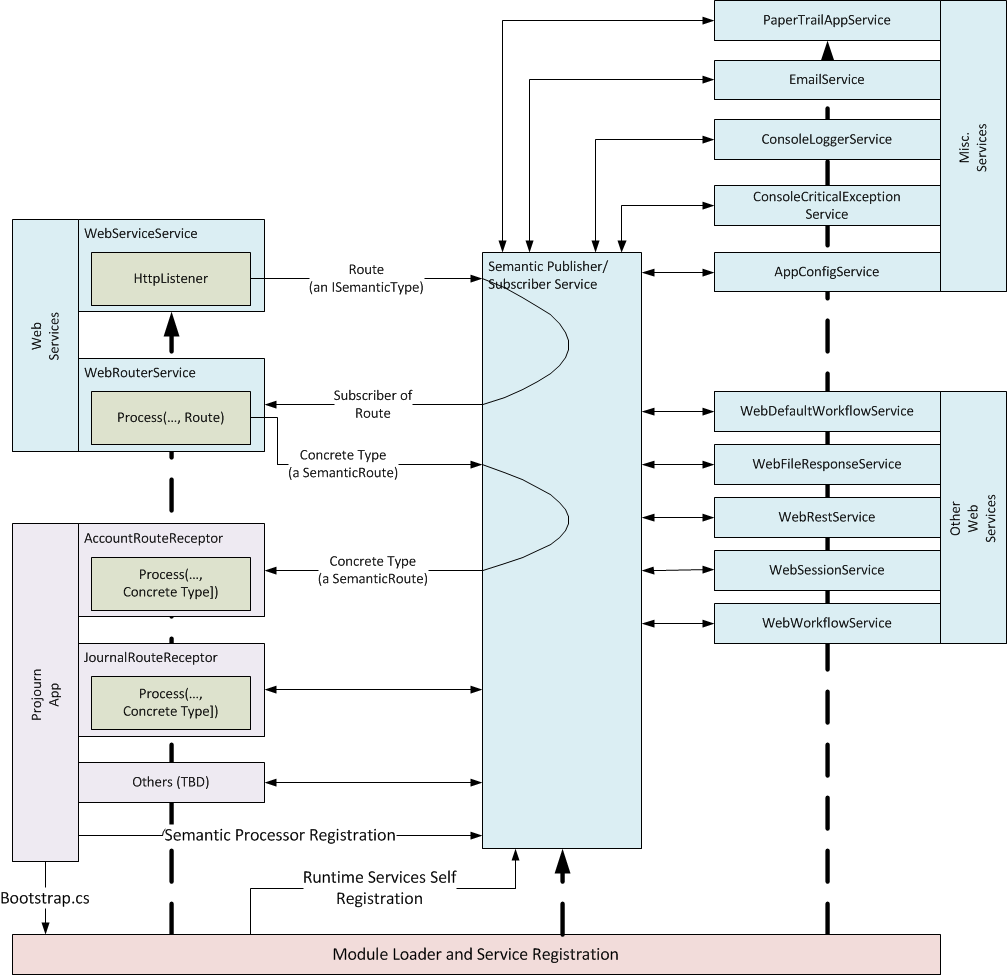 PaperTrailAppService
EmailService
ConsoleLoggerService
ConsoleCriticalException
Service
AppConfigService
Misc.
Services
WebServiceService
HttpListener
Web
Services
WebRouterService
Process(..., Route)
Route
(an ISemanticType)
Semantic Publisher/
Subscriber Service
Subscriber of
Route
Concrete Type
(a SemanticRoute)
WebDefaultWorkflowService
WebFileResponseService
WebRestService
WebSessionService
WebWorkflowService
Other
Web
Services
AccountRouteReceptor
Process(...,
Concrete Type])
Concrete Type
(a SemanticRoute)
JournalRouteReceptor
Process(...,
Concrete Type])
Projourn
App
Others (TBD)
Semantic Processor Registration
Runtime Services Self
Registration
Bootstrap.cs
Module Loader and Service Registration